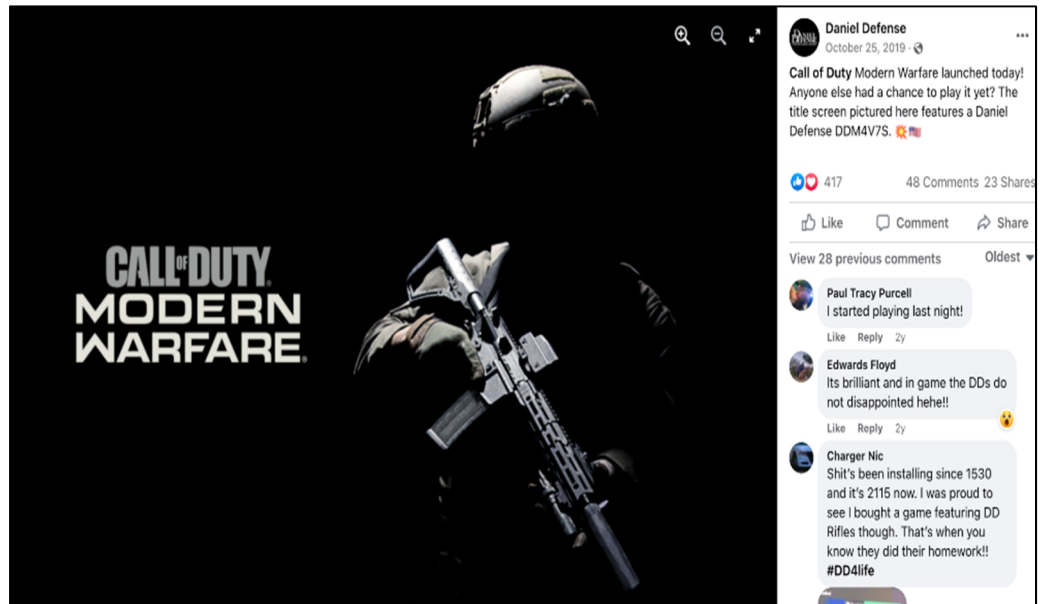 CALL OF DUTY
MODERN
WARFARE
Daniel Defense
October 25, 2019 ·
Call of Duty Modern Warfare launched today!
Anyone else had a chance to play it yet? The
title screen pictured here features a Daniel
Defense DDM4V7S. 💥🇺🇸
417
48 Comments 23 Shares
Like Comment Share
View 28 previous comments
Oldest
Paul Tracy Purcell
I started playing last night!
Like Reply 2y
Edwards Floyd
Its brilliant and in game the DDs do
not disappointed hehe!!
Like Reply 2y
Charger Nic
Shit's been installing since 1530
and it's 2115 now. I was proud to
see I bought a game featuring DD
Rifles though. That's when you
know they did their homework!!
#DD4life